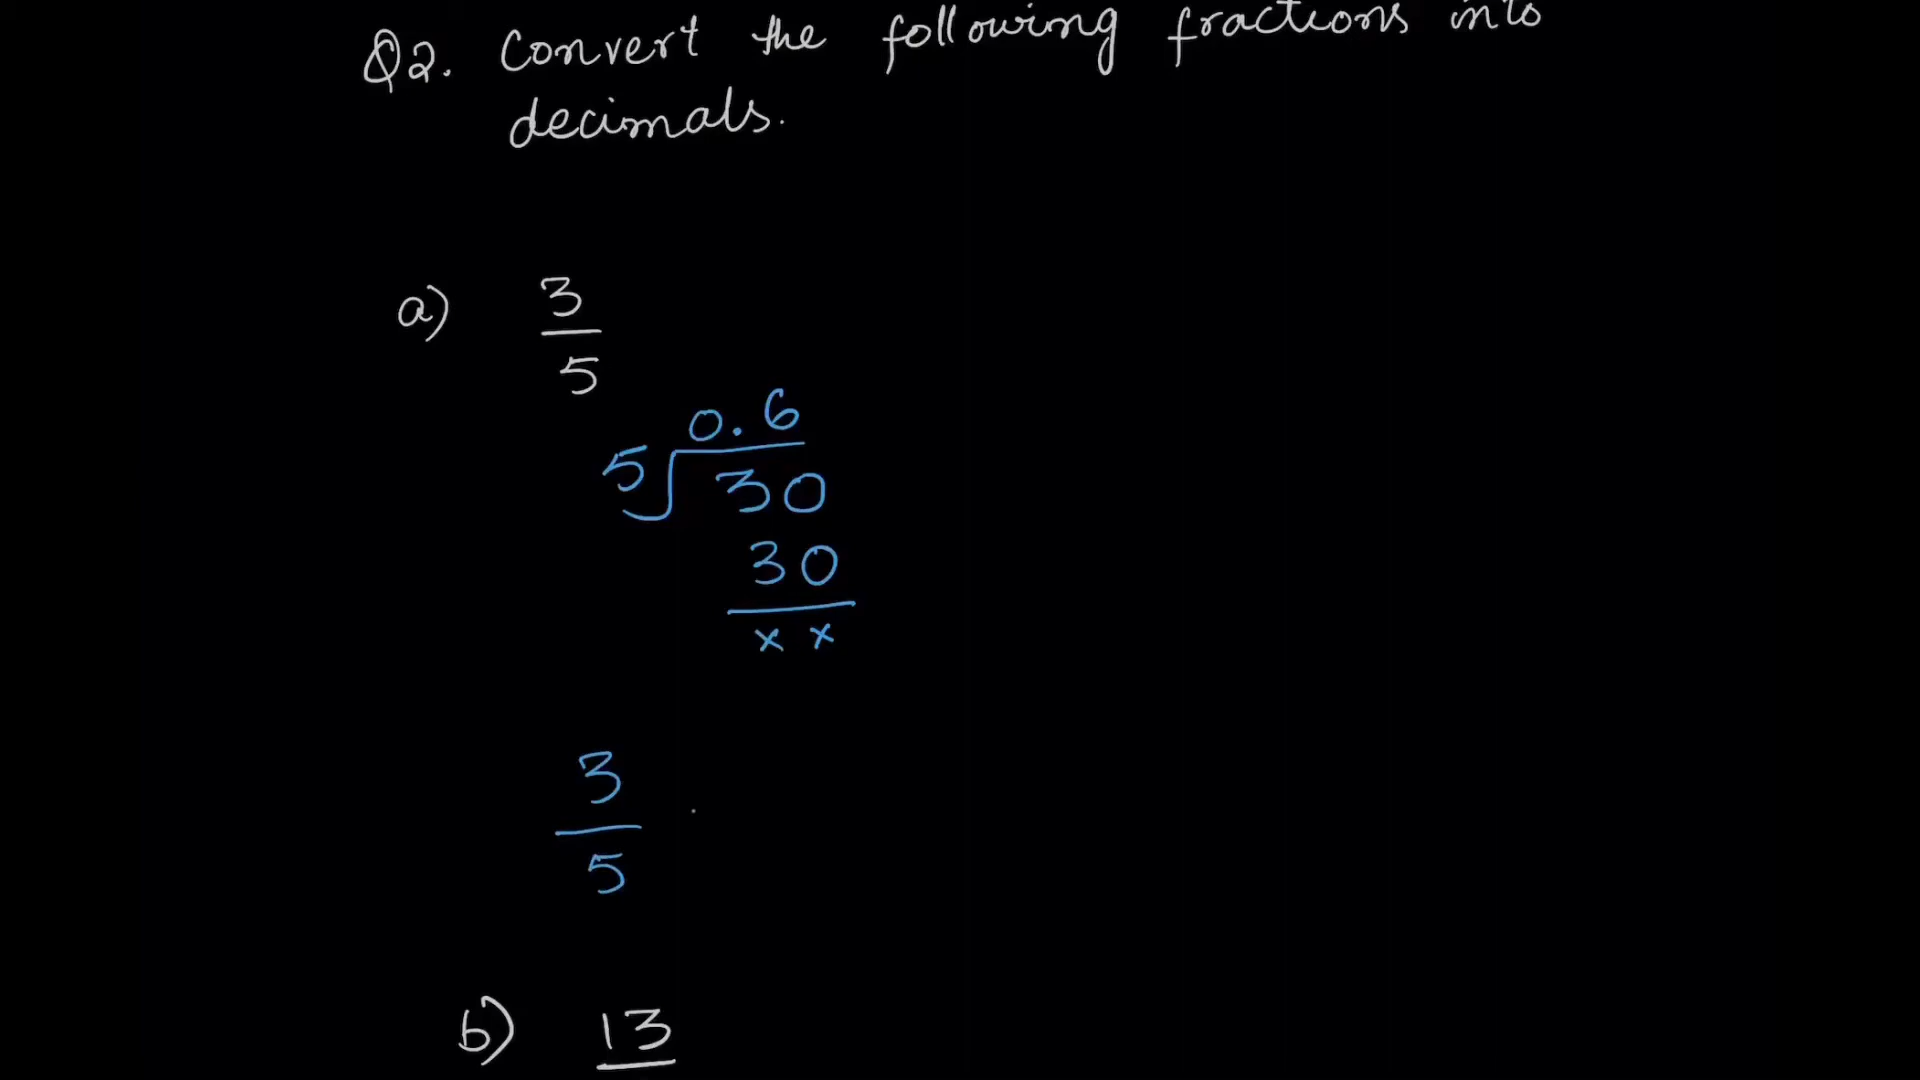 Q2. Convert the following fractions into
decimals.
a) 3
5
0.6
5 30
30
x x
3
5
b) 13